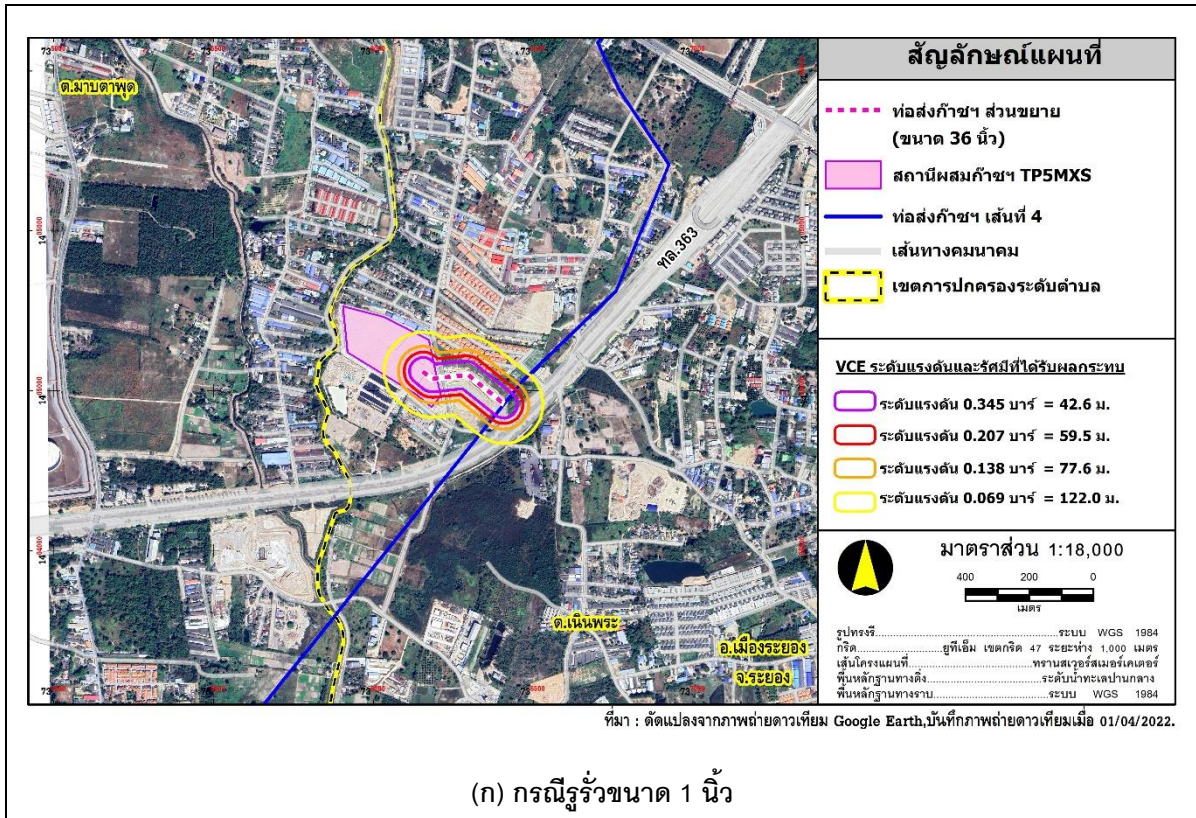 ต.มาบตาพุด
ทล.363
ต.เนินพระ
อ.เมืองระยอง
จ.ระยอง
สัญลักษณ์แผนที่
ท่อส่งก๊าซฯ ส่วนขยาย
(ขนาด 36 นิ้ว)
สถานีผสมก๊าซฯ TP5MXS
ท่อส่งก๊าซฯ เส้นที่ 4
เส้นทางคมนาคม
เขตการปกครองระดับตำบล
VCE ระดับแรงดันและรัศมีที่ได้รับผลกระทบ
ระดับแรงดัน 0.345 บาร์ = 42.6 ม.
ระดับแรงดัน 0.207 บาร์ = 59.5 ม.
ระดับแรงดัน 0.138 บาร์ = 77.6 ม.
ระดับแรงดัน 0.069 บาร์ = 122.0 ม.
มาตราส่วน 1:18,000
400 200 0
เมตร
รูปทรงรี.....................................................ระบบ WGS 1984
กริด.........................ยูทีเอ็ม เขตกริด 47 ระยะห่าง 1,000 เมตร
เส้นโครงแผนที่...........................ทรานสเวอร์สเมอร์เคเตอร์
พื้นหลักฐานทางดิ่ง.............................ระดับน้ำทะเลปานกลาง
พื้นหลักฐานทางราบ....................................ระบบ WGS 1984
ที่มา : ดัดแปลงจากภาพถ่ายดาวเทียม Google Earth,บันทึกภาพถ่ายดาวเทียมเมื่อ 01/04/2022.
(ก) กรณีรูรั่วขนาด 1 นิ้ว